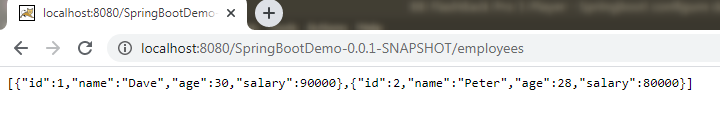 localhost:8080/SpringBootDemo-
localhost:8080/SpringBootDemo-0.0.1-SNAPSHOT/employees
[{"id":1,"name":"Dave","age":30,"salary":90000},{"id":2,"name":"Peter","age":28,"salary":80000}]